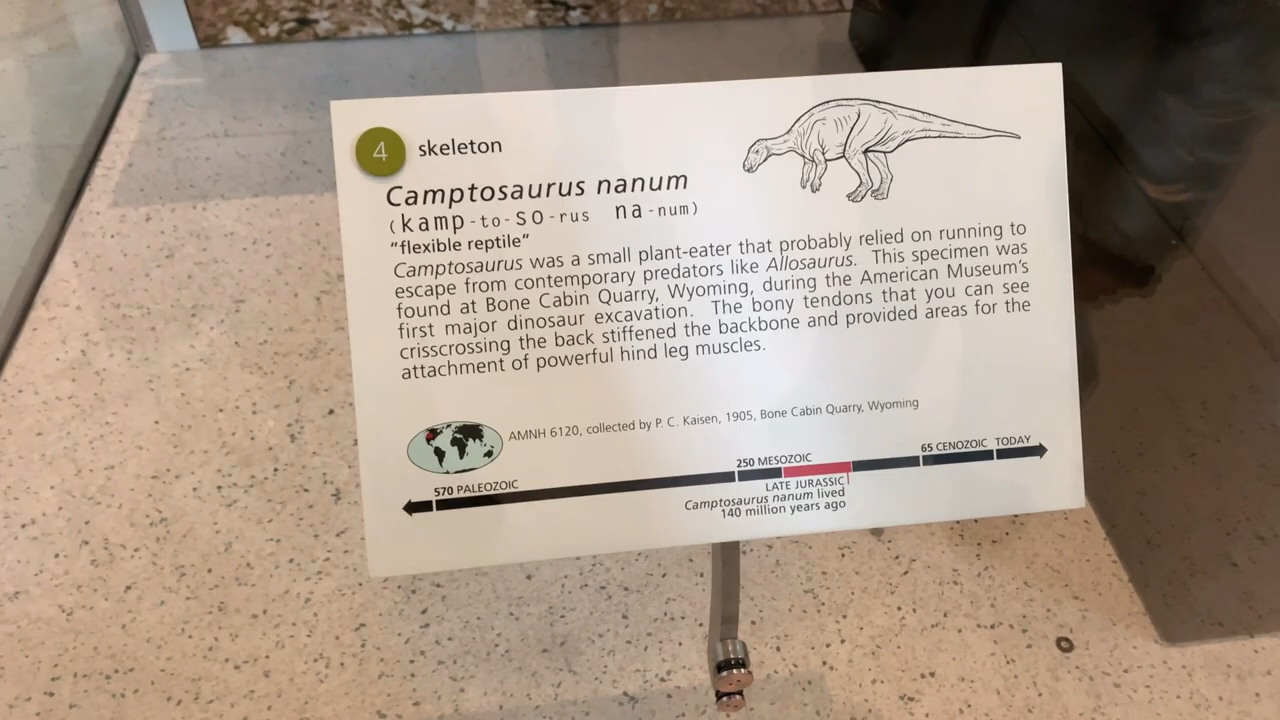 4 skeleton
Camptosaurus nanum
(kamp-to-SO-rus na-num)
“flexible reptile”
Camptosaurus was a small plant-eater that probably relied on running to
escape from contemporary predators like Allosaurus. This specimen was
found at Bone Cabin Quarry, Wyoming, during the American Museum’s
first major dinosaur excavation. The bony tendons that you can see
crisscrossing the back stiffened the backbone and provided areas for the
attachment of powerful hind leg muscles.
AMNH 6120, collected by P. C. Kaisen, 1905, Bone Cabin Quarry, Wyoming
570 PALEOZOIC 250 MESOZOIC 65 CENOZOIC TODAY
LATE JURASSIC
Camptosaurus nanum lived
140 million years ago